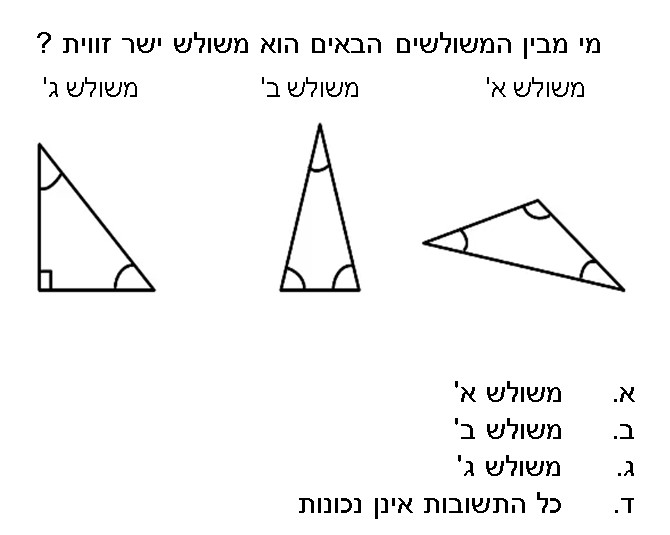 מי מבין המשולשים הבאים הוא משולש ישר זווית ?
משולש א' משולש ב' משולש ג'
א. משולש א'
ב. משולש ב'
ג. משולש ג'
ד. כל התשובות אינן נכונות